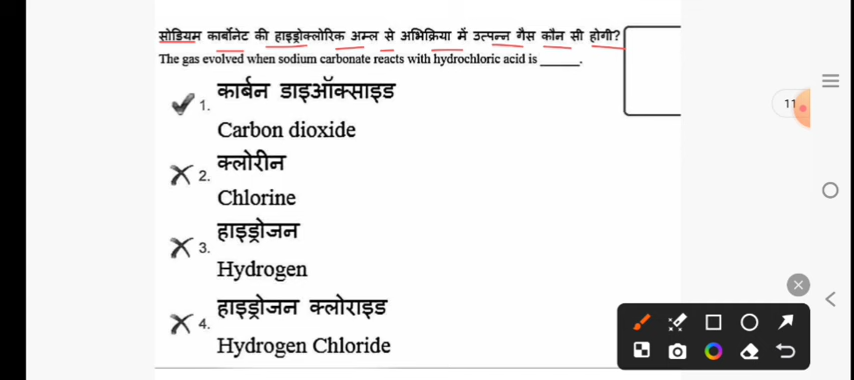 सोडियम कार्बोनेट की हाइड्रोक्लोरिक अम्ल से अभिक्रिया में उत्पन्न गैस कौन सी होगी?
The gas evolved when sodium carbonate reacts with hydrochloric acid is ______.
1. कार्बन डाइऑक्साइड
Carbon dioxide
2. क्लोरीन
Chlorine
3. हाइड्रोजन
Hydrogen
4. हाइड्रोजन क्लोराइड
Hydrogen Chloride
11